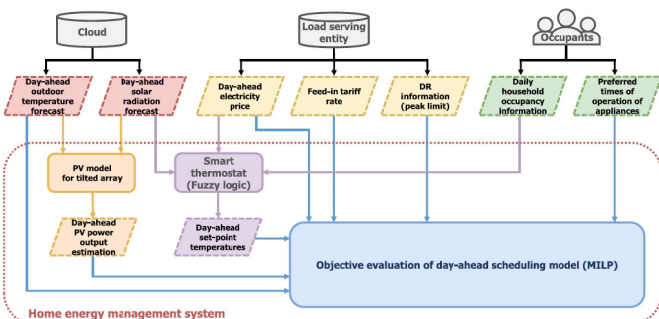 Cloud
Load serving
entity
Occupants
Day-ahead
outdoor
temperature
forecast
Day-ahead
solar
radiation
forecast
Day-ahead
electricity
price
Feed-in tariff
rate
DR
information
(peak limit)
Daily
household
occupancy
information
Preferred
times of
operation of
appliances
PV model
for tilted array
Smart
thermostat
(Fuzzy logic)
Day-ahead
PV power
output
estimation
Day-ahead
set-point
temperatures
Objective evaluation of day-ahead scheduling model (MILP)
Home energy management system